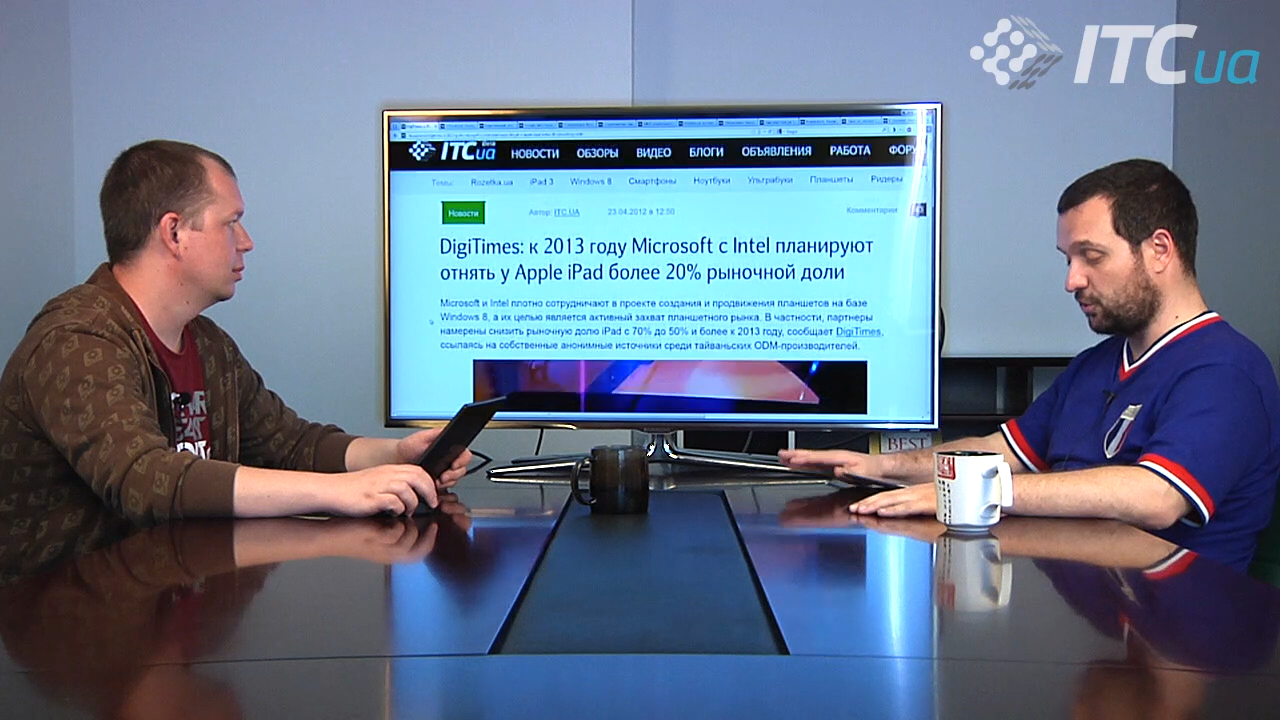 ITCua
ITCua Beta НОВОСТИ ОБЗОРЫ ВИДЕО БЛОГИ ОБЪЯВЛЕНИЯ РАБОТА ФОРУ
Темы: Rozetka.ua iPad 3 Windows 8 Смартфоны Ноутбуки Ультрабуки Планшеты Ридеры
Новости Автор: ITC.UA 23.04.2012 в 12:50 Комментарии
DigiTimes: к 2013 году Microsoft с Intel планируют
отнять у Apple iPad более 20% рыночной доли
Microsoft и Intel плотно сотрудничают в проекте создания и продвижения планшетов на базе
Windows 8, а их целью является активный захват планшетного рынка. В частности, партнеры
намерены снизить рыночную долю iPad с 70% до 50% и более к 2013 году, сообщает DigiTimes,
ссылаясь на собственные анонимные источники среди тайваньских ODM-производителей.
BEST